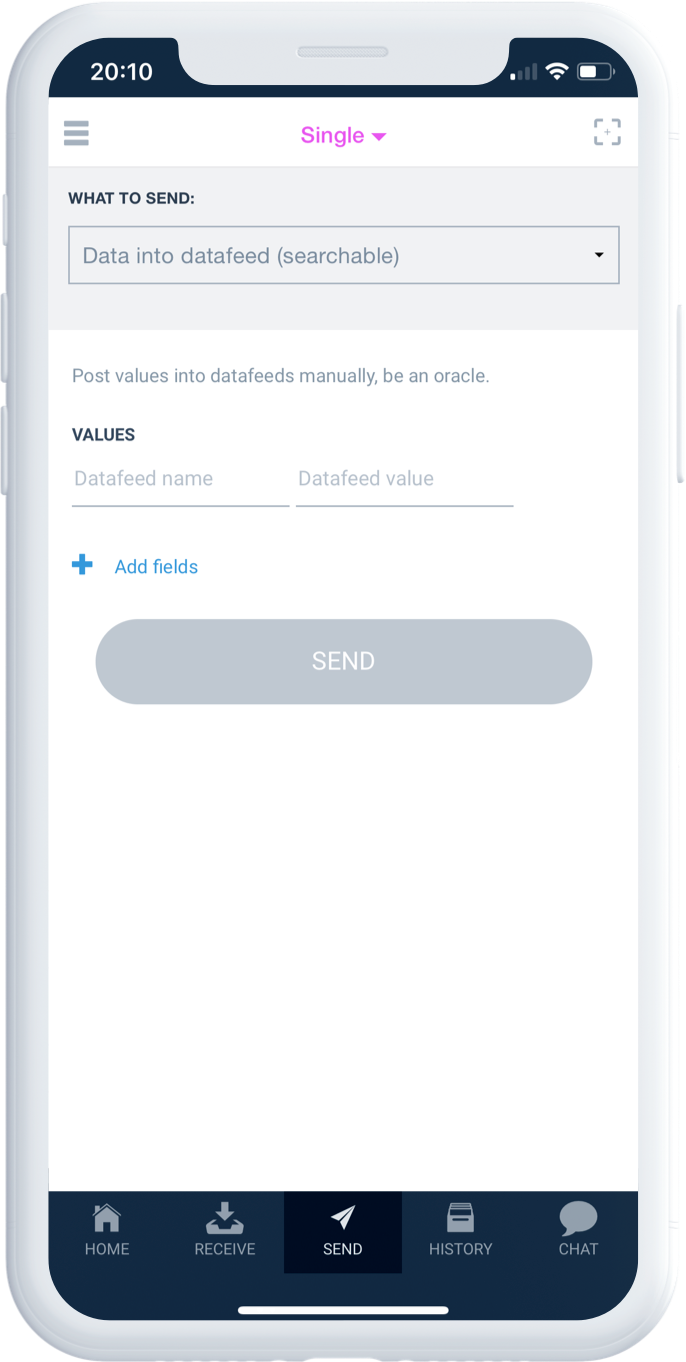 20:10
Single
WHAT TO SEND:
Data into datafeed (searchable)
Post values into datafeeds manually, be an oracle.
VALUES
Datafeed name Datafeed value
Add fields
SEND
HOME RECEIVE SEND HISTORY CHAT